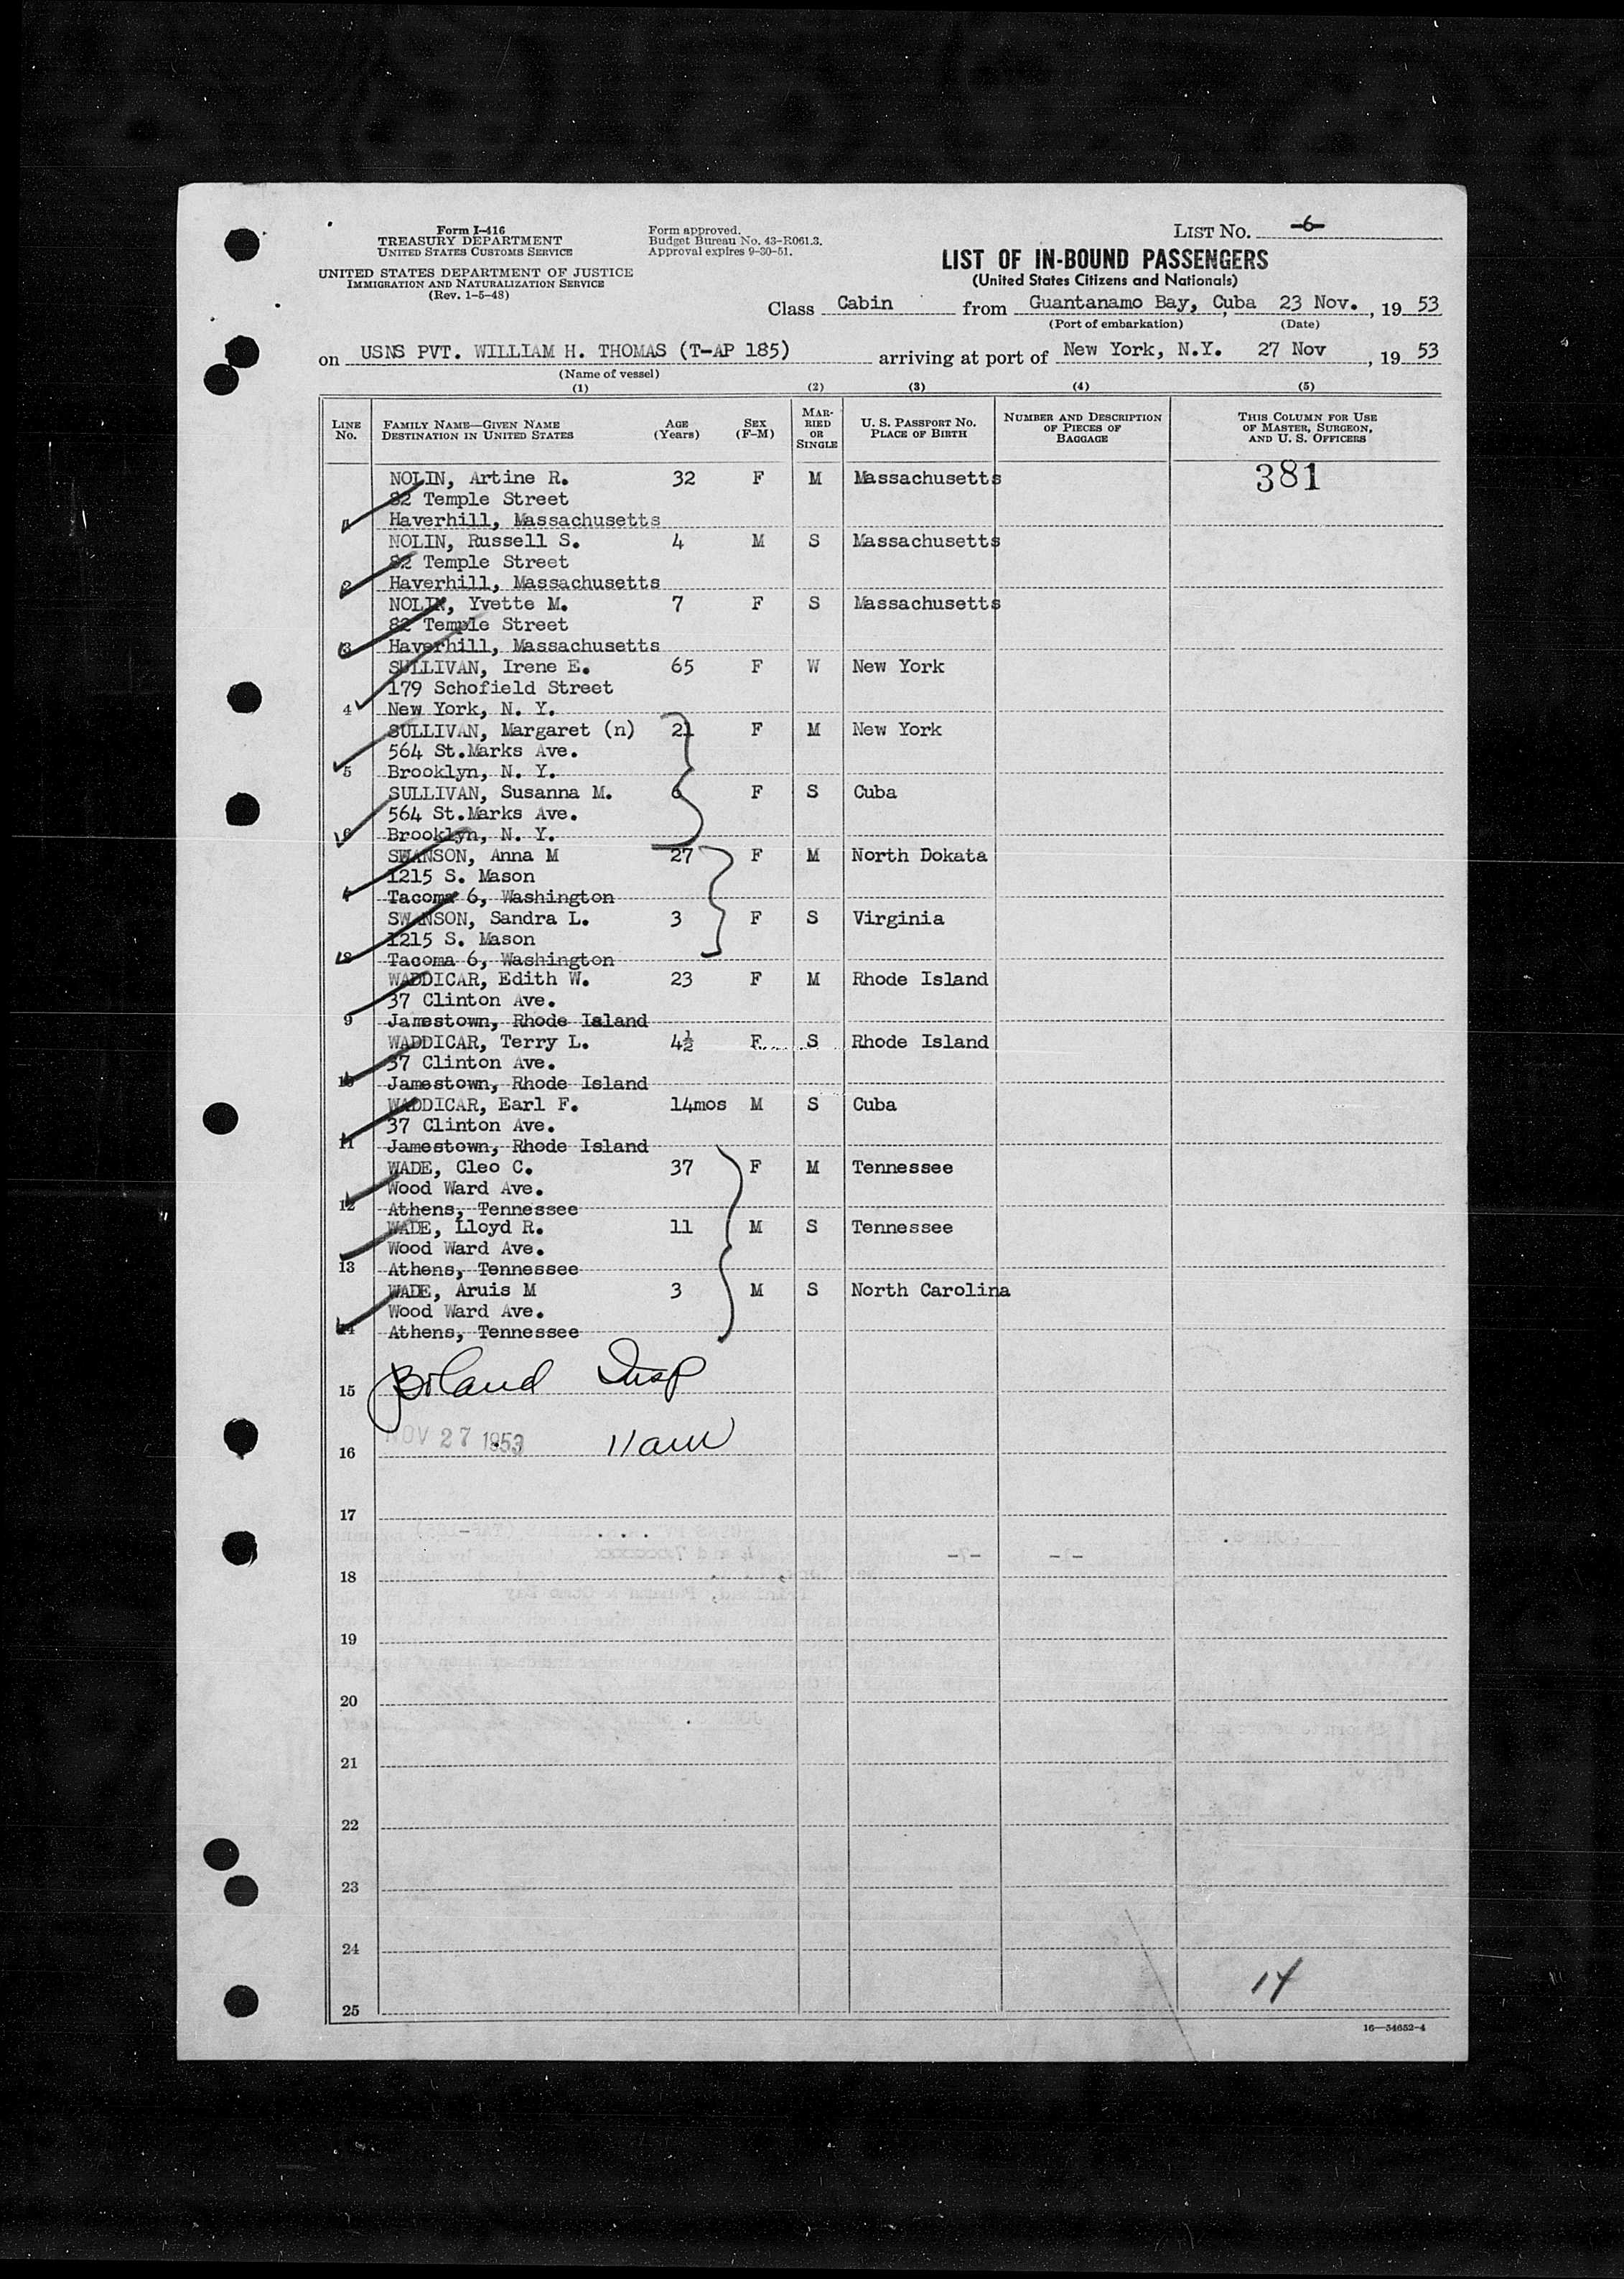 Form I-416
TREASURY DEPARTMENT
UNITED STATES CUSTOMS SERVICE
UNITED STATES DEPARTMENT OF JUSTICE
IMMIGRATION AND NATURALIZATION SERVICE
(Rev. 1-5-48)
Form approved.
Budget Bureau No. 43-R061.3.
Approval expires 9-30-51.
LIST NO. -6-
LIST OF IN-BOUND PASSENGERS
(United States Citizens and Nationals)
Class Cabin from Guantanamo Bay, Cuba 23 Nov., 19 53
(Port of embarkation) (Date)
on USNS PVT. WILLIAM H. THOMAS (T-AP 185) arriving at port of New York, N.Y. 27 Nov, 19 53
(Name of vessel)
(1) (2) (3) (4) (5)
LINE No. FAMILY NAME—GIVEN NAME DESTINATION IN UNITED STATES AGE (Years) SEX (F-M) MARRIED OR SINGLE U. S. PASSPORT NO. PLACE OF BIRTH NUMBER AND DESCRIPTION OF PIECES OF BAGGAGE THIS COLUMN FOR USE OF MASTER, SURGEON, AND U. S. OFFICERS
NOLIN, Artine R. 32 F M Massachusetts 381
82 Temple Street
1 Haverhill, Massachusetts
NOLIN, Russell S. 4 M S Massachusetts
82 Temple Street
2 Haverhill, Massachusetts
NOLIN, Yvette M. 7 F S Massachusetts
82 Temple Street
3 Haverhill, Massachusetts
SULLIVAN, Irene E. 65 F W New York
179 Schofield Street
4 New York, N. Y.
SULLIVAN, Margaret (n) 21 F M New York
564 St.Marks Ave.
5 Brooklyn, N. Y.
SULLIVAN, Susanna M. 6 F S Cuba
564 St.Marks Ave.
6 Brooklyn, N. Y.
SWANSON, Anna M 27 F M North Dokata
1215 S. Mason
7 Tacoma 6, Washington
SWANSON, Sandra L. 3 F S Virginia
1215 S. Mason
8 Tacoma 6, Washington
WADDICAR, Edith W. 23 F M Rhode Island
37 Clinton Ave.
9 Jamestown, Rhode Island
WADDICAR, Terry L. 4½ F S Rhode Island
37 Clinton Ave.
10 Jamestown, Rhode Island
WADDICAR, Earl F. 14mos M S Cuba
37 Clinton Ave.
11 Jamestown, Rhode Island
WADE, Cleo C. 37 F M Tennessee
Wood Ward Ave.
12 Athens, Tennessee
WADE, Lloyd R. 11 M S Tennessee
Wood Ward Ave.
13 Athens, Tennessee
WADE, Aruis M 3 M S North Carolina
Wood Ward Ave.
14 Athens, Tennessee
15 Boland Insp
16 NOV 27 1953 11am
17
18
19
20
21
22
23
24
14
25
16—54652-4